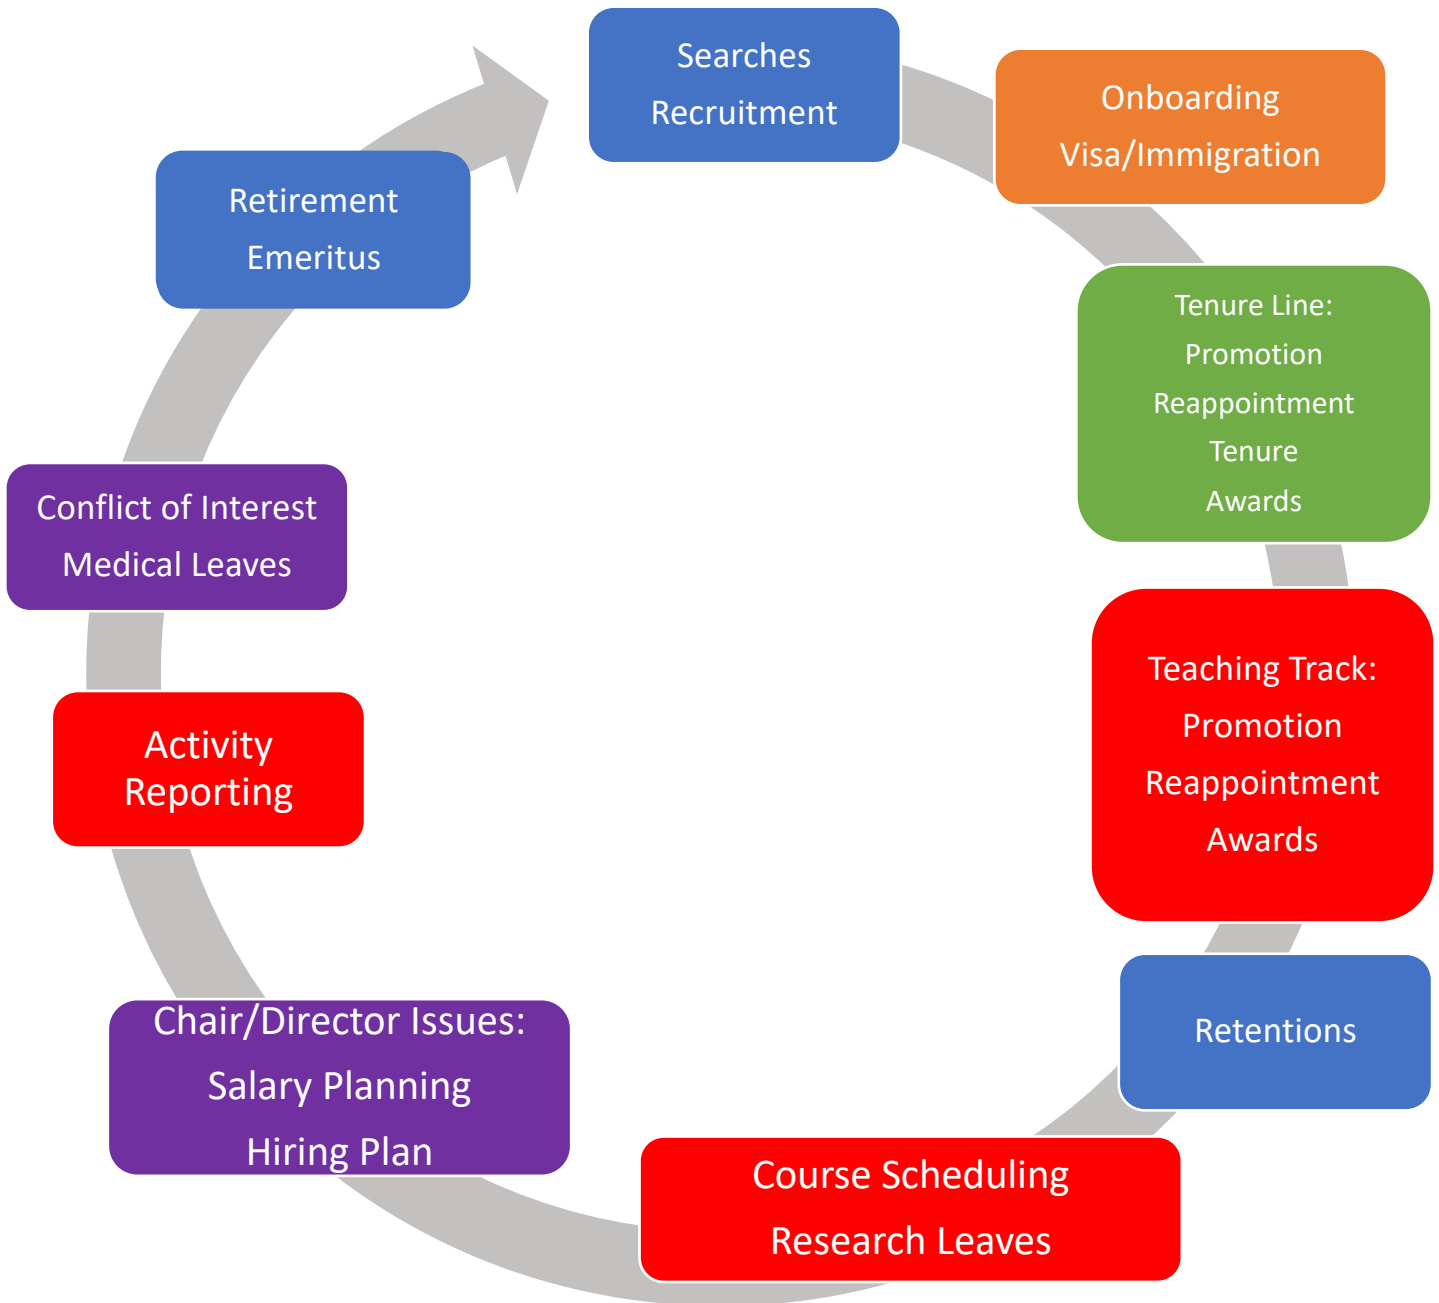 Searches
Recruitment
Onboarding
Visa/Immigration
Tenure Line:
Promotion
Reappointment
Tenure
Awards
Teaching Track:
Promotion
Reappointment
Awards
Retentions
Course Scheduling
Research Leaves
Chair/Director Issues:
Salary Planning
Hiring Plan
Activity
Reporting
Conflict of Interest
Medical Leaves
Retirement
Emeritus